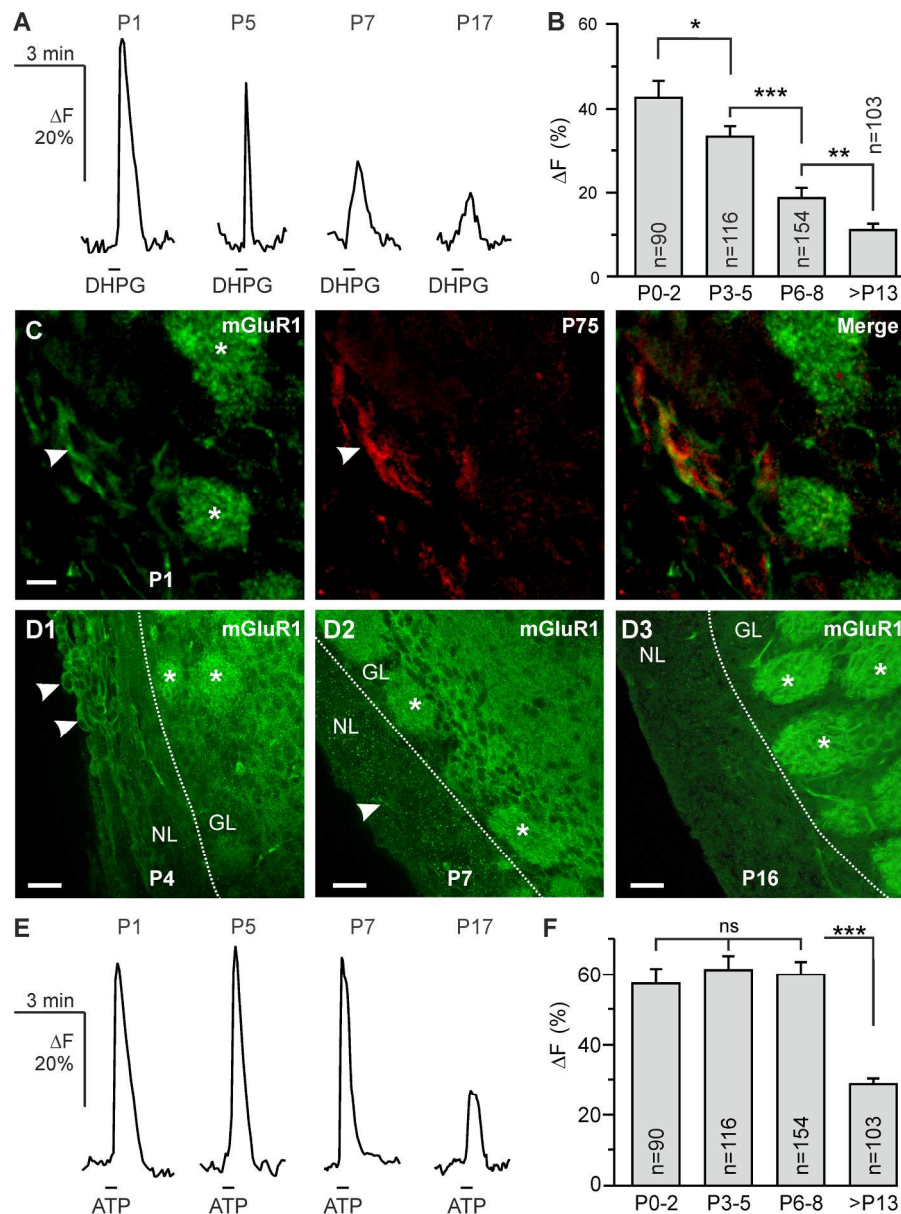 A P1 P5 P7 P17
3 min
ΔF
20%
DHPG DHPG DHPG DHPG
B
ΔF (%)
60
40
20
0
* *** **
n=90 n=116 n=154 n=103
P0-2 P3-5 P6-8 >P13
C mGluR1
*
*
P1
P75
Merge
D1 mGluR1
* *
NL GL
P4
D2 mGluR1
GL
NL
*
*
P7
D3 mGluR1
GL
NL
* *
*
P16
E P1 P5 P7 P17
3 min
ΔF
20%
ATP ATP ATP ATP
F
ΔF (%)
60
40
20
0
ns ***
n=90 n=116 n=154 n=103
P0-2 P3-5 P6-8 >P13